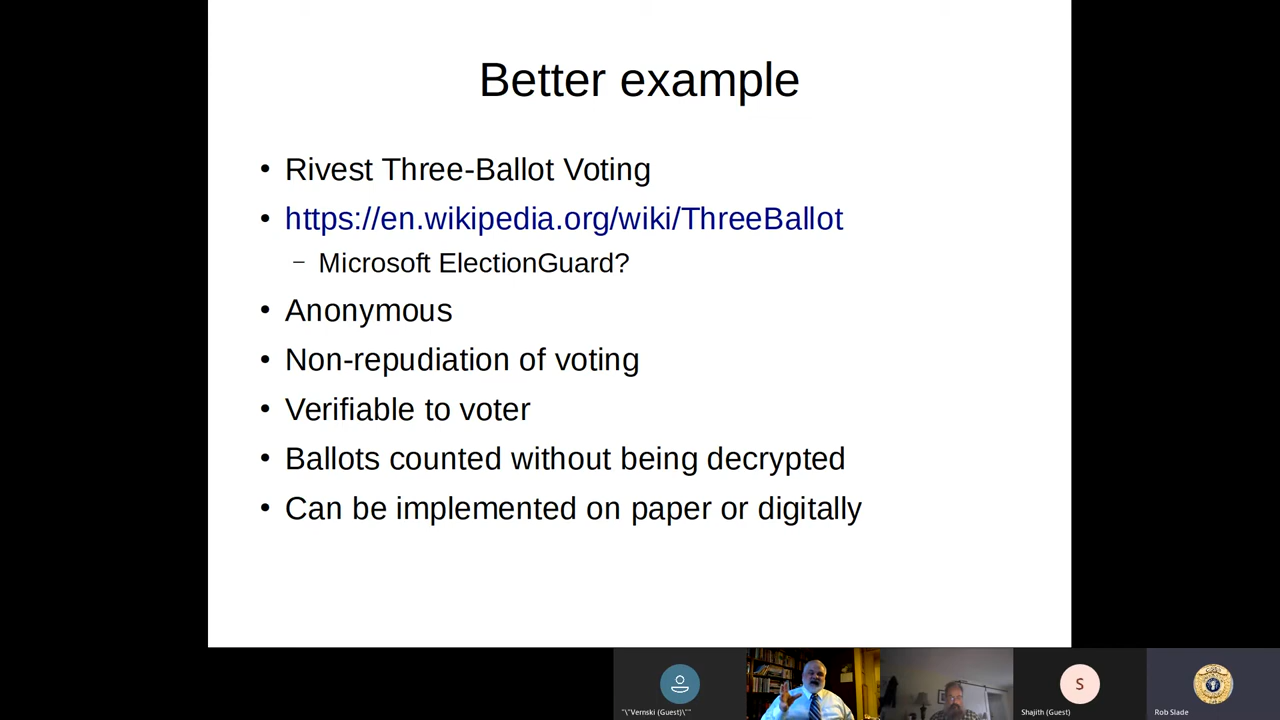 Better example
• Rivest Three-Ballot Voting
• https://en.wikipedia.org/wiki/ThreeBallot
– Microsoft ElectionGuard?
• Anonymous
• Non-repudiation of voting
• Verifiable to voter
• Ballots counted without being decrypted
• Can be implemented on paper or digitally
S
"\"Vernski (Guest)\""
Shajith (Guest)
Rob Slade